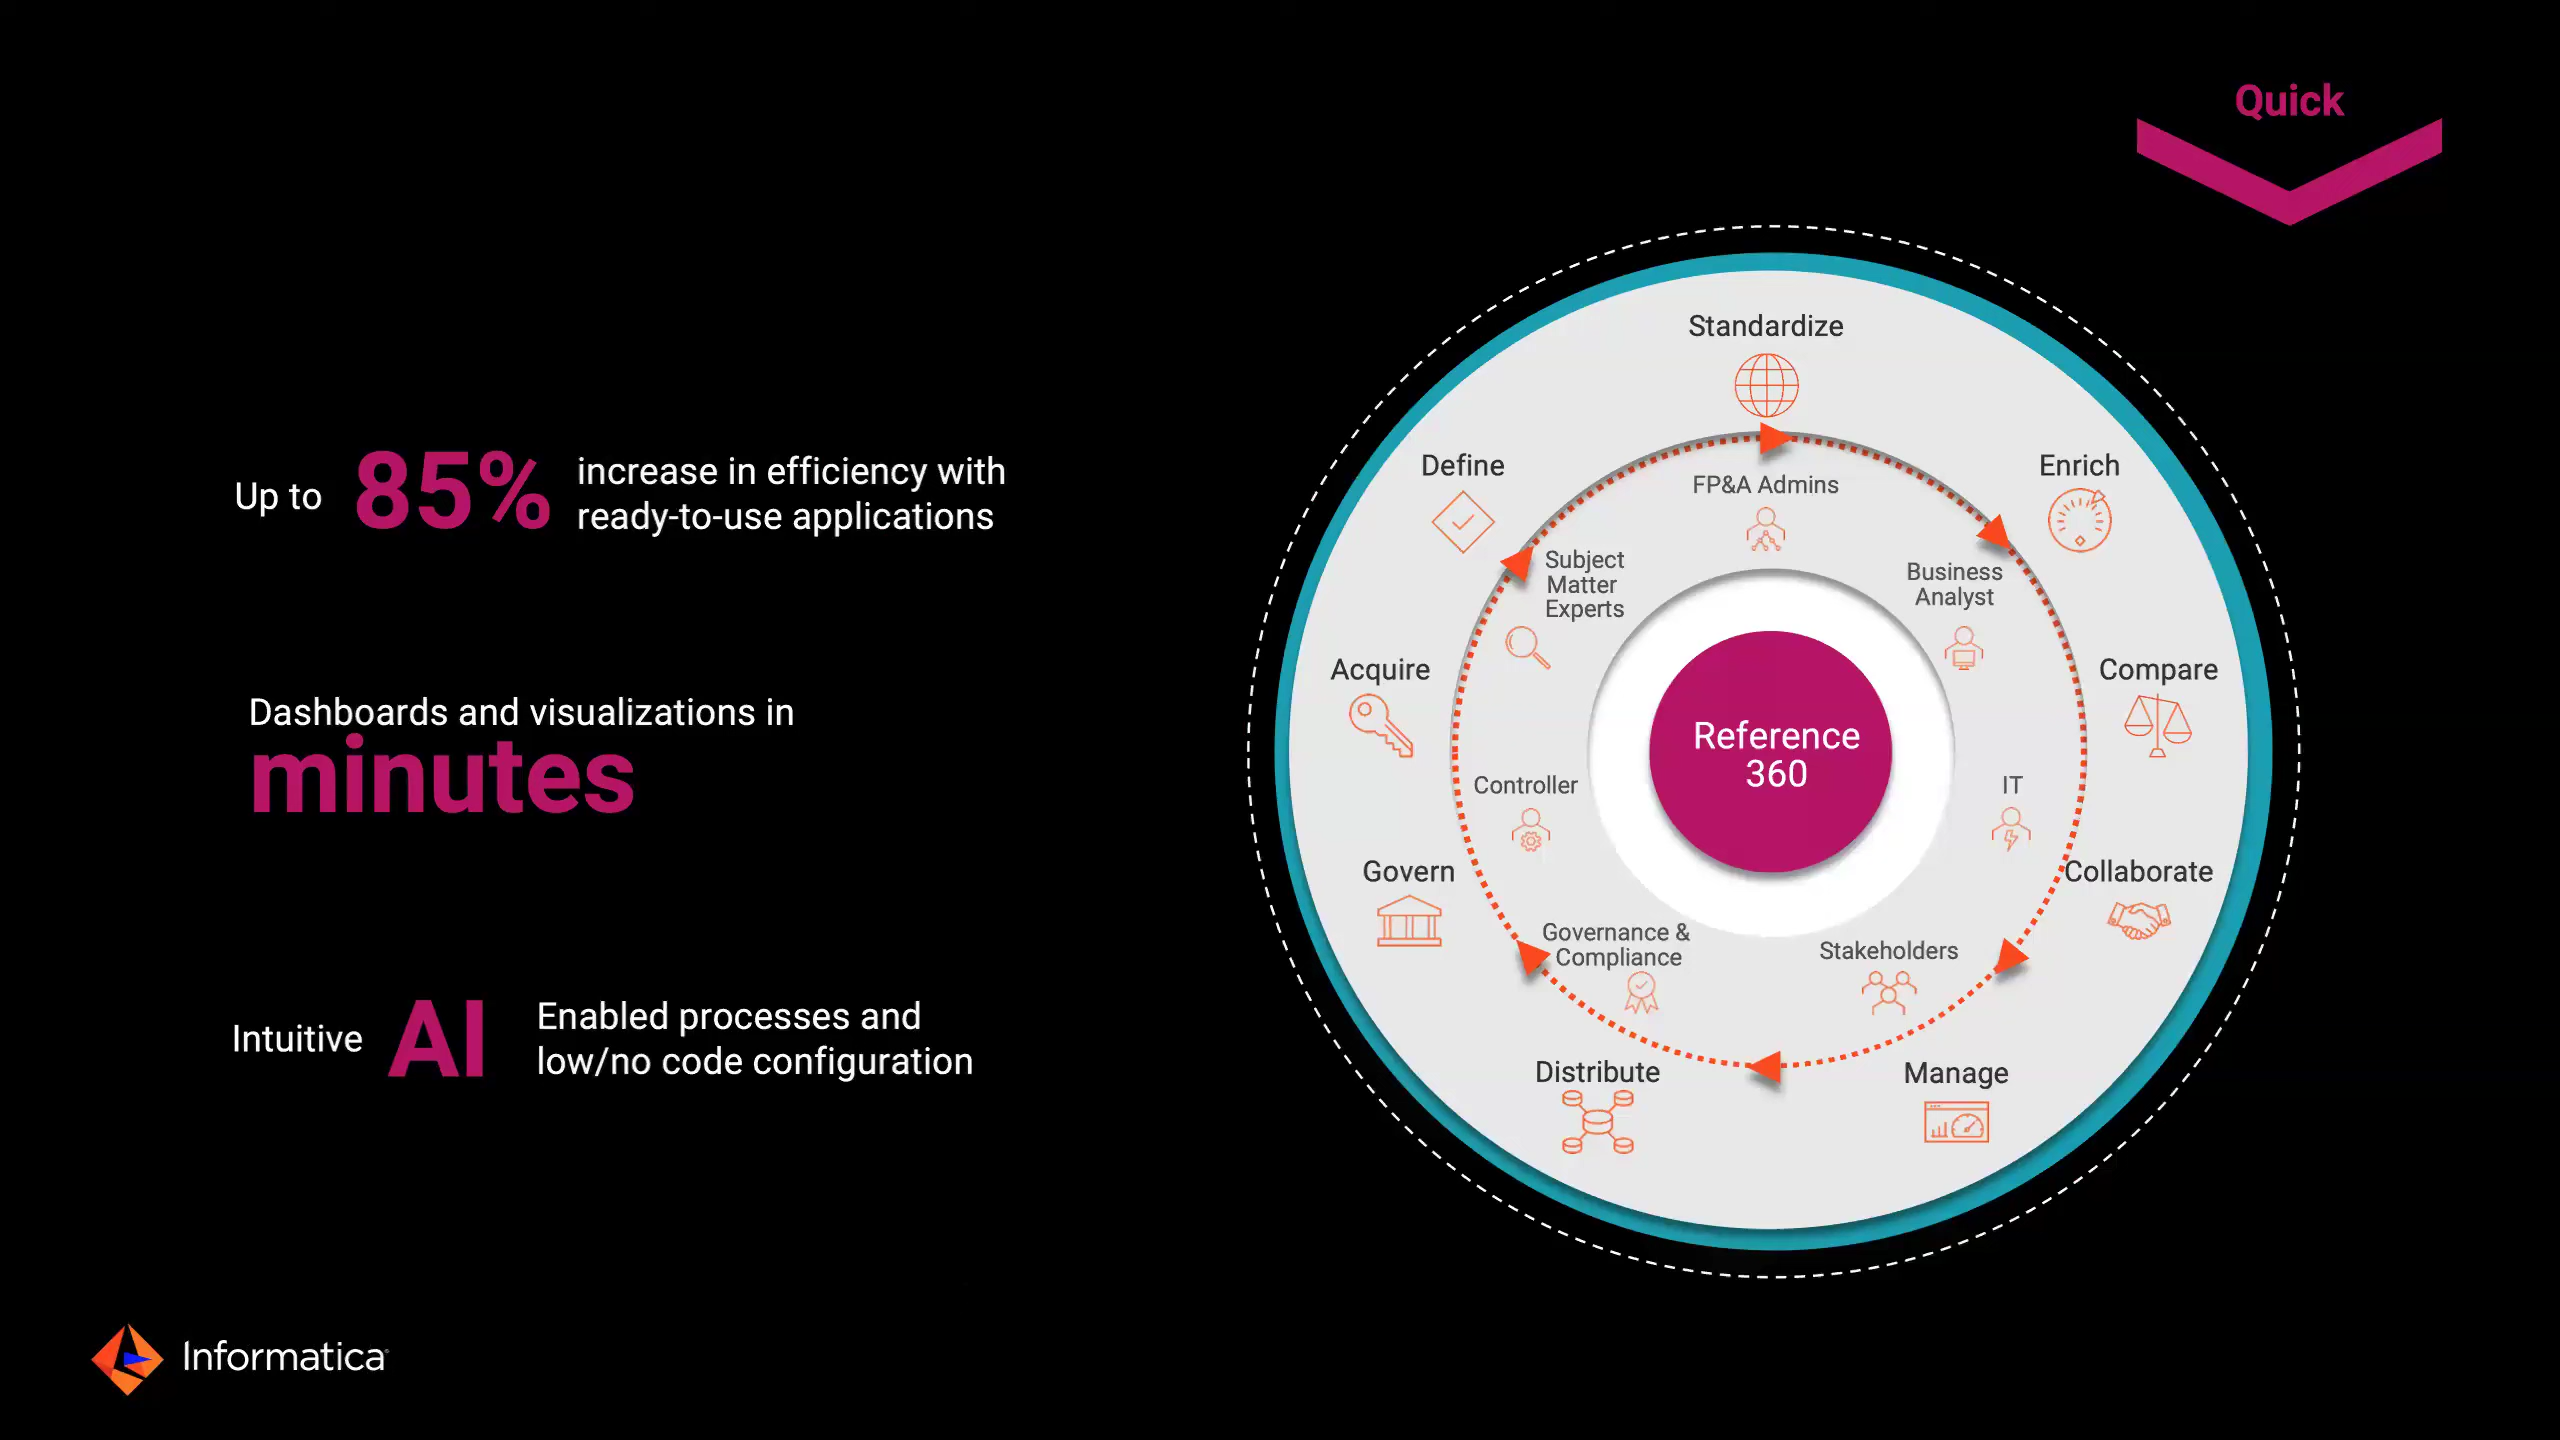 Quick
Up to 85% increase in efficiency with
ready-to-use applications
Dashboards and visualizations in
minutes
Intuitive AI Enabled processes and
low/no code configuration
Standardize
Define
Enrich
FP&A Admins
Subject
Matter
Experts
Business
Analyst
Acquire
Compare
Reference
360
Controller
IT
Govern
Collaborate
Governance &
Compliance
Stakeholders
Distribute
Manage
Informatica